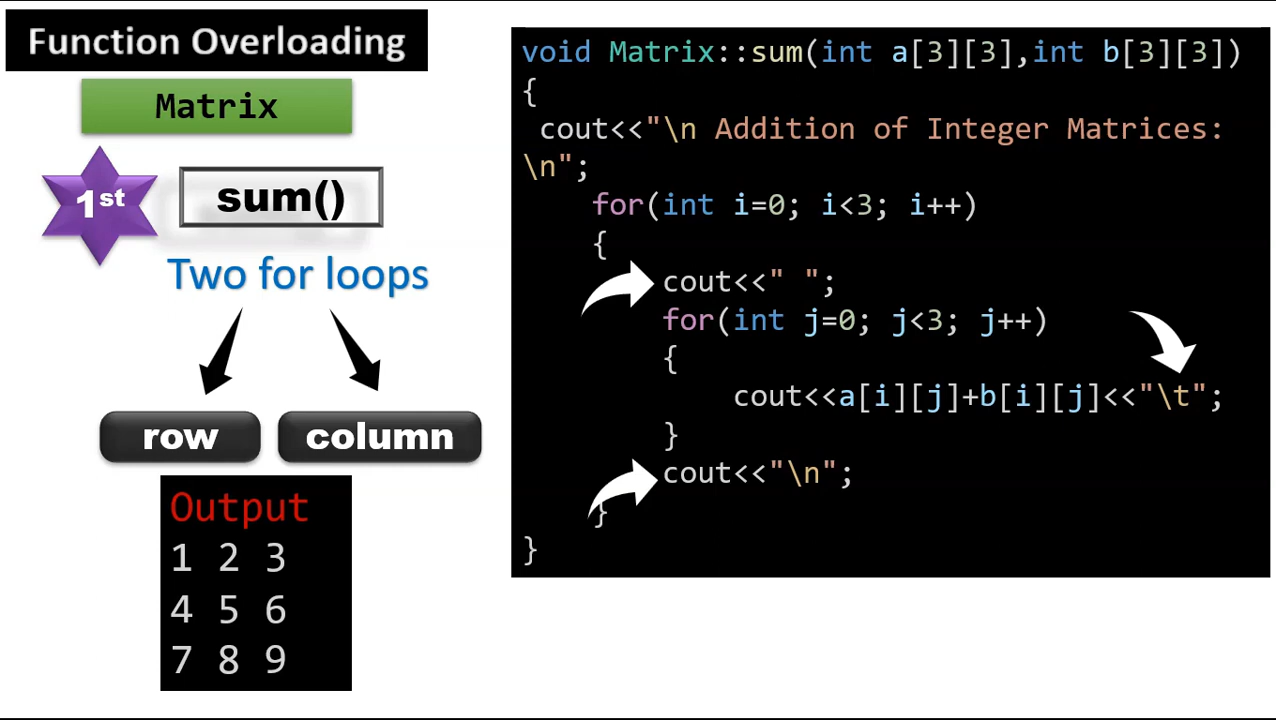 Function Overloading
Matrix
1st
sum()
Two for loops
row
column
Output
1 2 3
4 5 6
7 8 9
void Matrix::sum(int a[3][3],int b[3][3])
{
cout<<"\n Addition of Integer Matrices:
\n";
for(int i=0; i<3; i++)
{
cout<<" ";
for(int j=0; j<3; j++)
{
cout<<a[i][j]+b[i][j]<<"\t";
}
cout<<"\n";
}
}